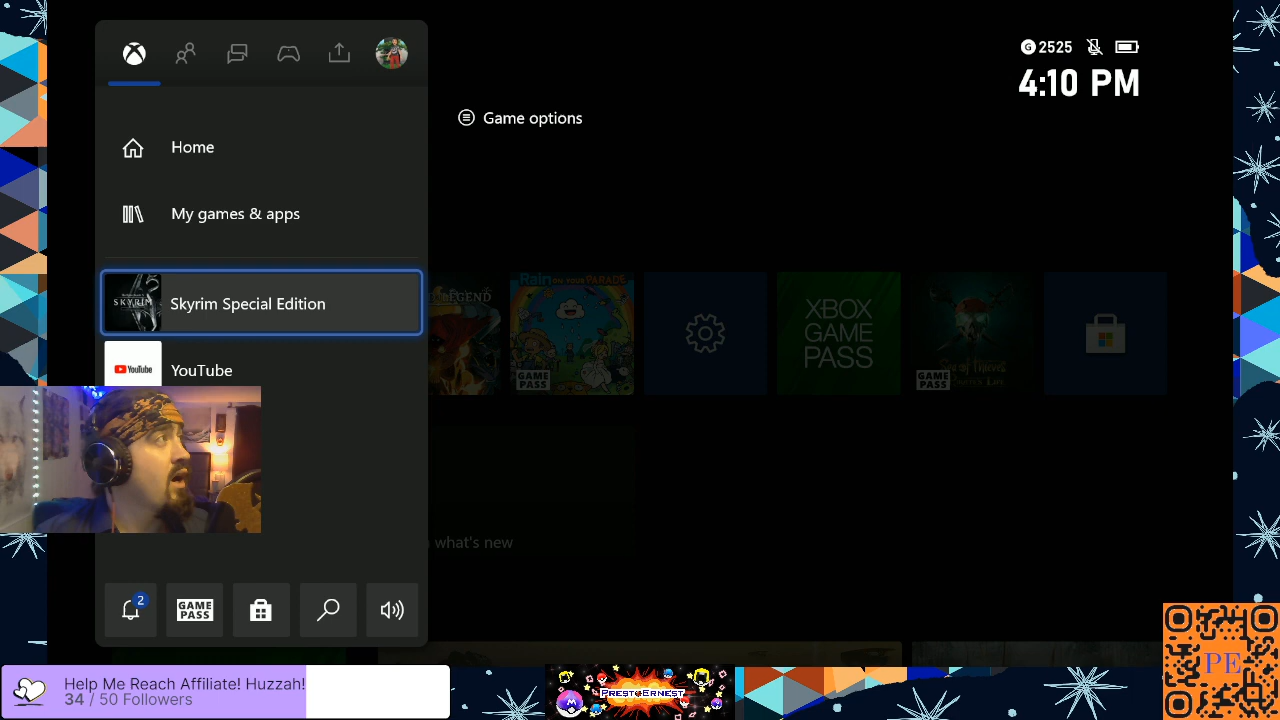 G 2525
4:10 PM
Game options
Home
My games & apps
SKYRIM
Skyrim Special Edition
YouTube
YouTube
LEGEND
Rain ON YOUR PARADE
GAME PASS
XBOX
GAME
PASS
GAME PASS
what's new
2
GAME
PASS
Help Me Reach Affiliate! Huzzah!
34 / 50 Followers
M
PRESTOERNEST
PE